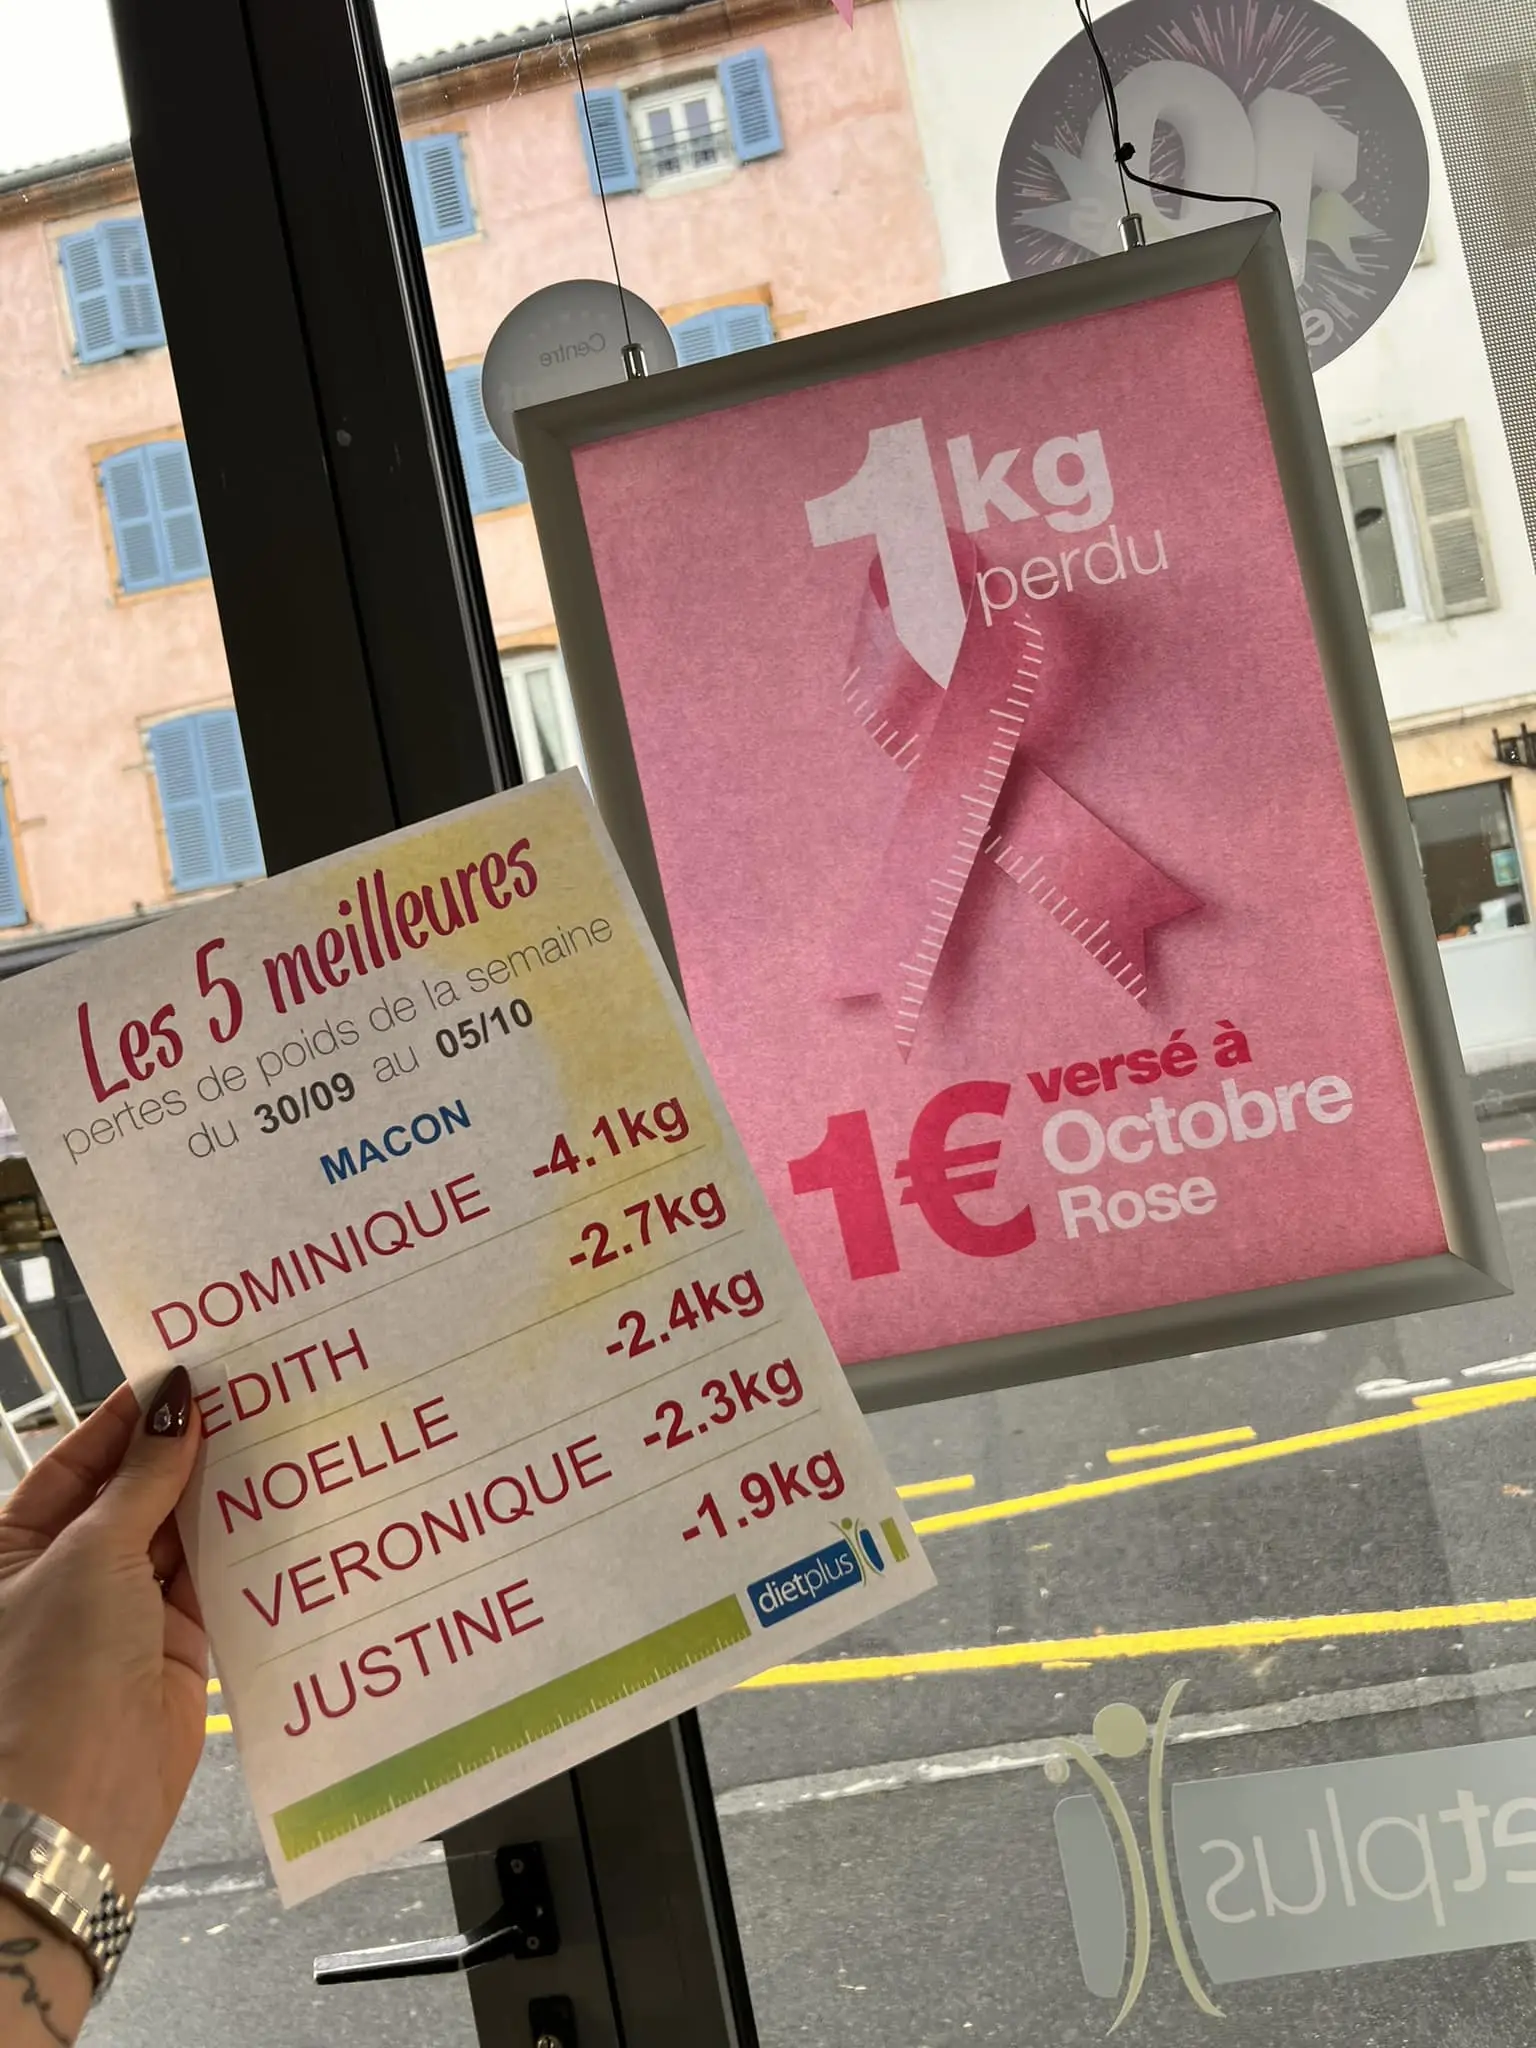 Les 5 meilleures
pertes de poids de la semaine
du 30/09 au 05/10
MACON
DOMINIQUE -4.1kg
EDITH -2.7kg
NOELLE -2.4kg
VERONIQUE -2.3kg
JUSTINE -1.9kg
dietplus
1kg
perdu
1€ versé à
Octobre
Rose
Centre
10
etplus